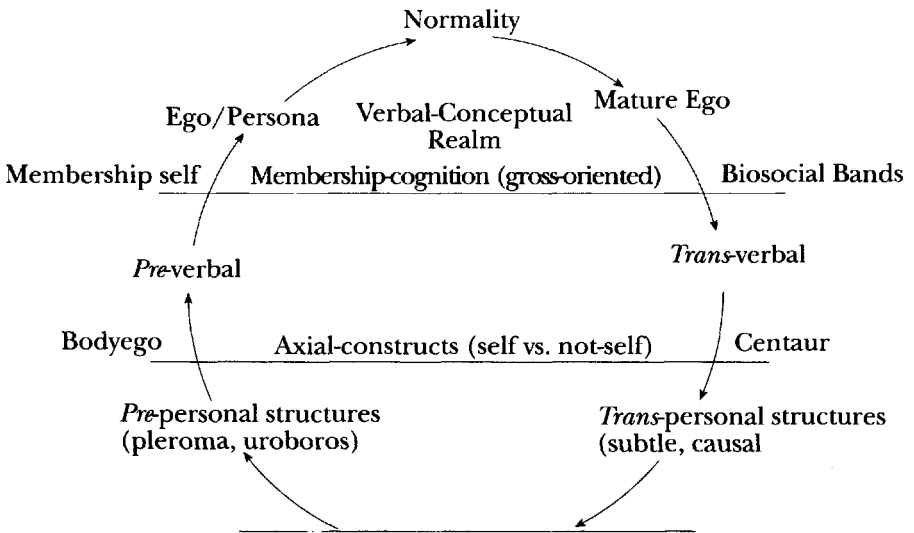 Normality
Ego/Persona
Verbal-Conceptual
Realm
Mature Ego
Membership self
Membership-cognition (gross-oriented)
Biosocial Bands
Pre-verbal
Trans-verbal
Bodyego
Axial-constructs (self vs. not-self)
Centaur
Pre-personal structures
(pleroma, uroboros)
Trans-personal structures
(subtle, causal